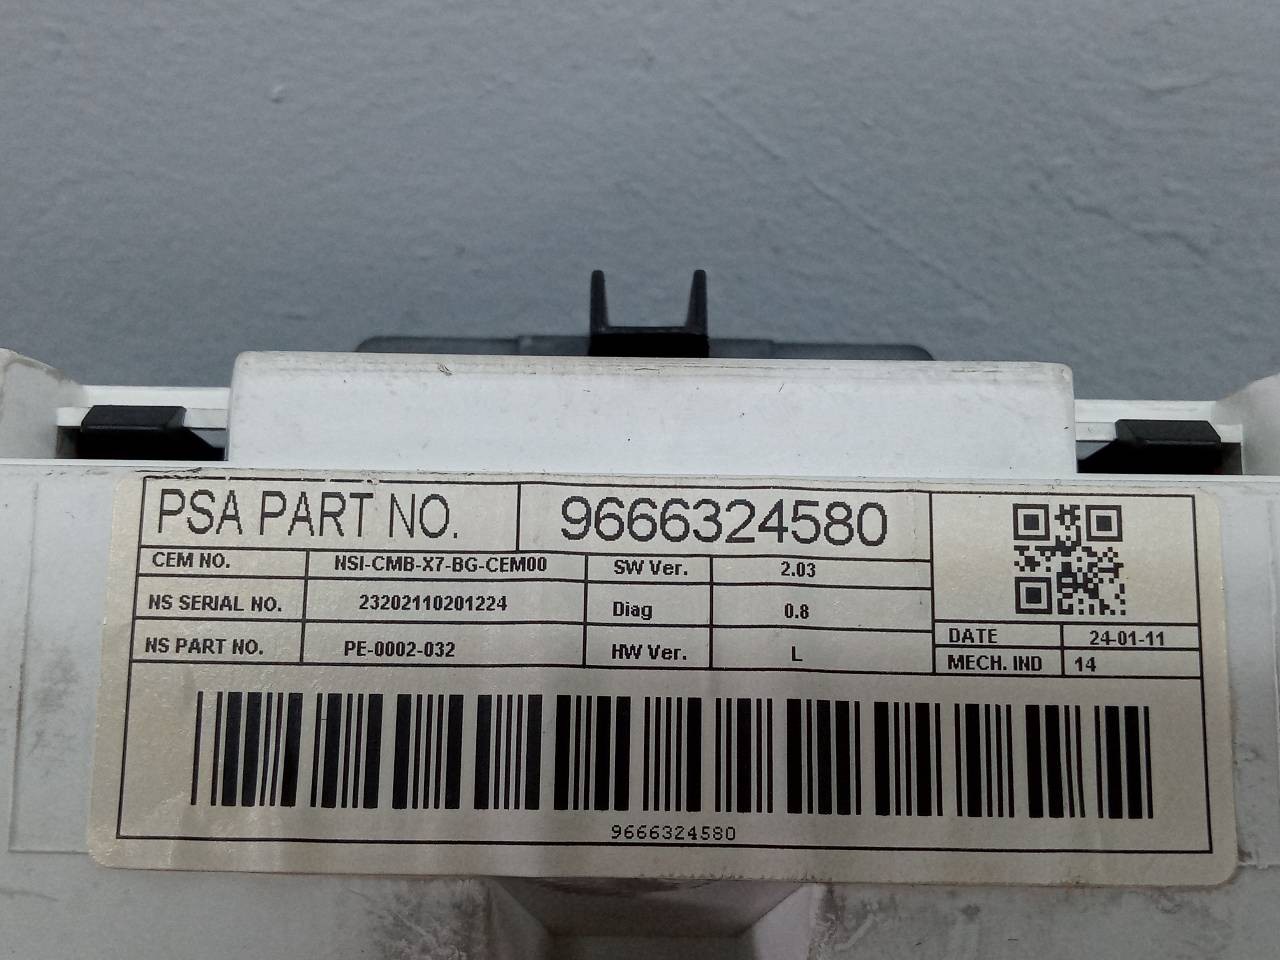 PSA PART NO. 9666324580
CEM NO. NSI-CMB-X7-BG-CEM00 SW Ver. 2.03
NS SERIAL NO. 23202110201224 Diag 0.8
NS PART NO. PE-0002-032 HW Ver. L
DATE 24-01-11
MECH. IND 14
9666324580